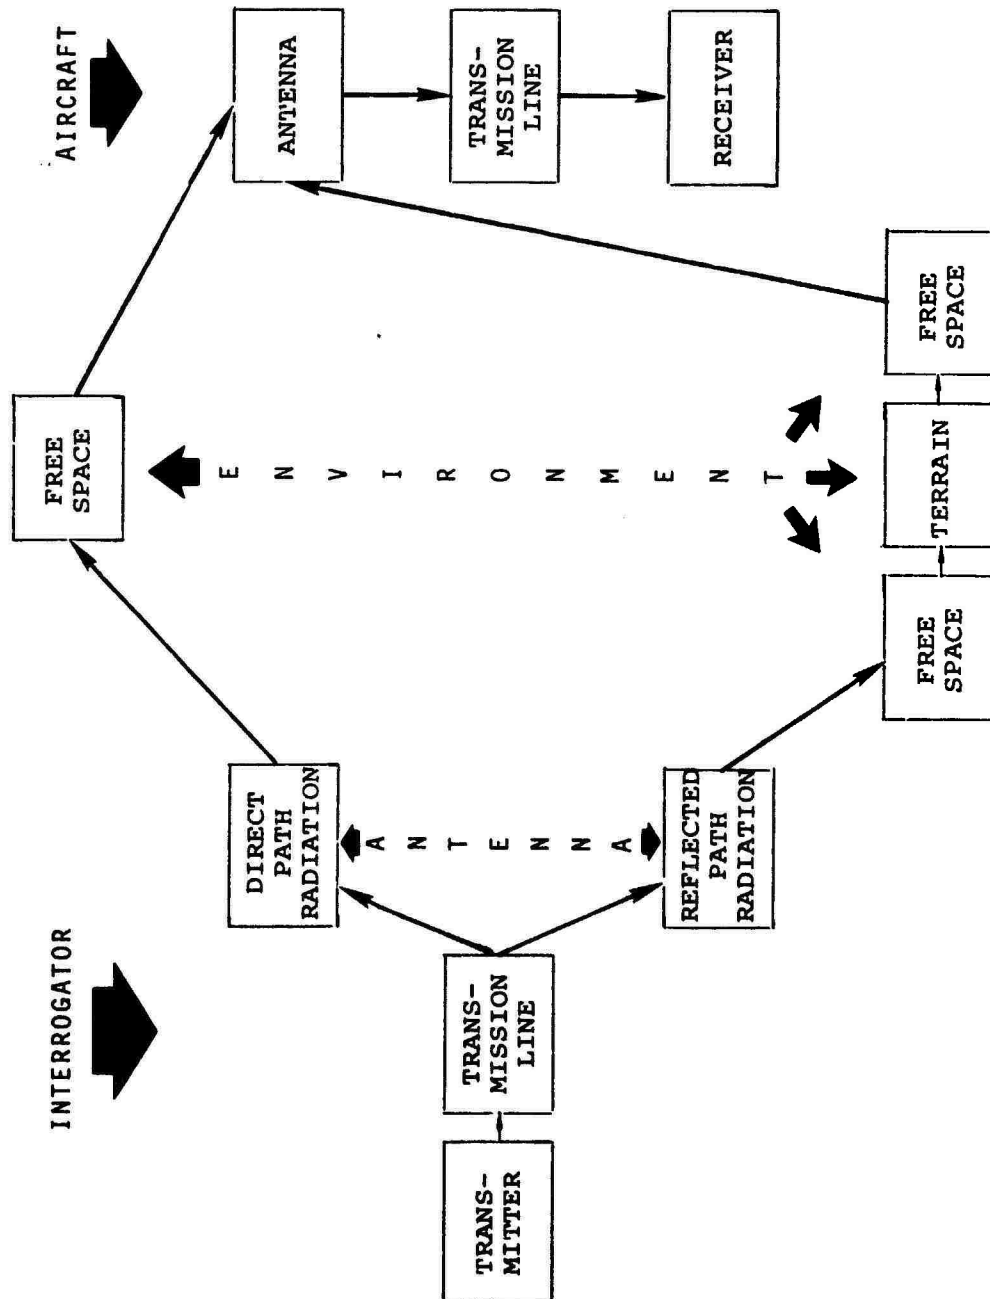 INTERROGATOR
AIRCRAFT
TRANS-
MITTER
TRANS-
MISSION
LINE
DIRECT
PATH
RADIATION
ANTENNA
REFLECTED
PATH
RADIATION
FREE
SPACE
ENVIRONMENT
FREE
SPACE
TERRAIN
FREE
SPACE
ANTENNA
TRANS-
MISSION
LINE
RECEIVER